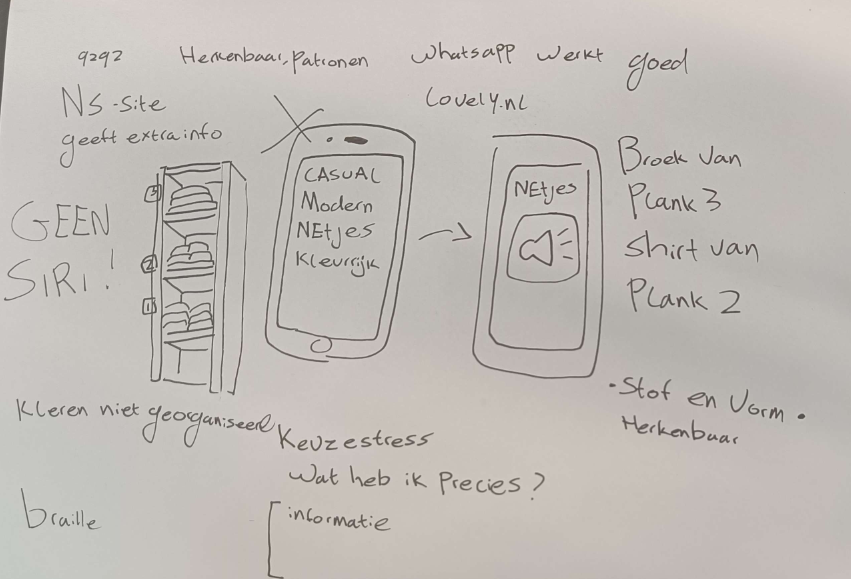 9292
Herkenbaar, patronen
Whatsapp werkt goed
Lovely.nl
NS-site
geeft extra info
GEEN
SIRI!
3
2
1
CASUAL
Modern
NEtjes
Kleurrijk
NEtjes
Broek van
Plank 3
shirt van
Plank 2
• Stof en Vorm •
Herkenbaar
Kleren niet georganiseerd
Keuzestress
Wat heb ik Precies?
informatie
braille